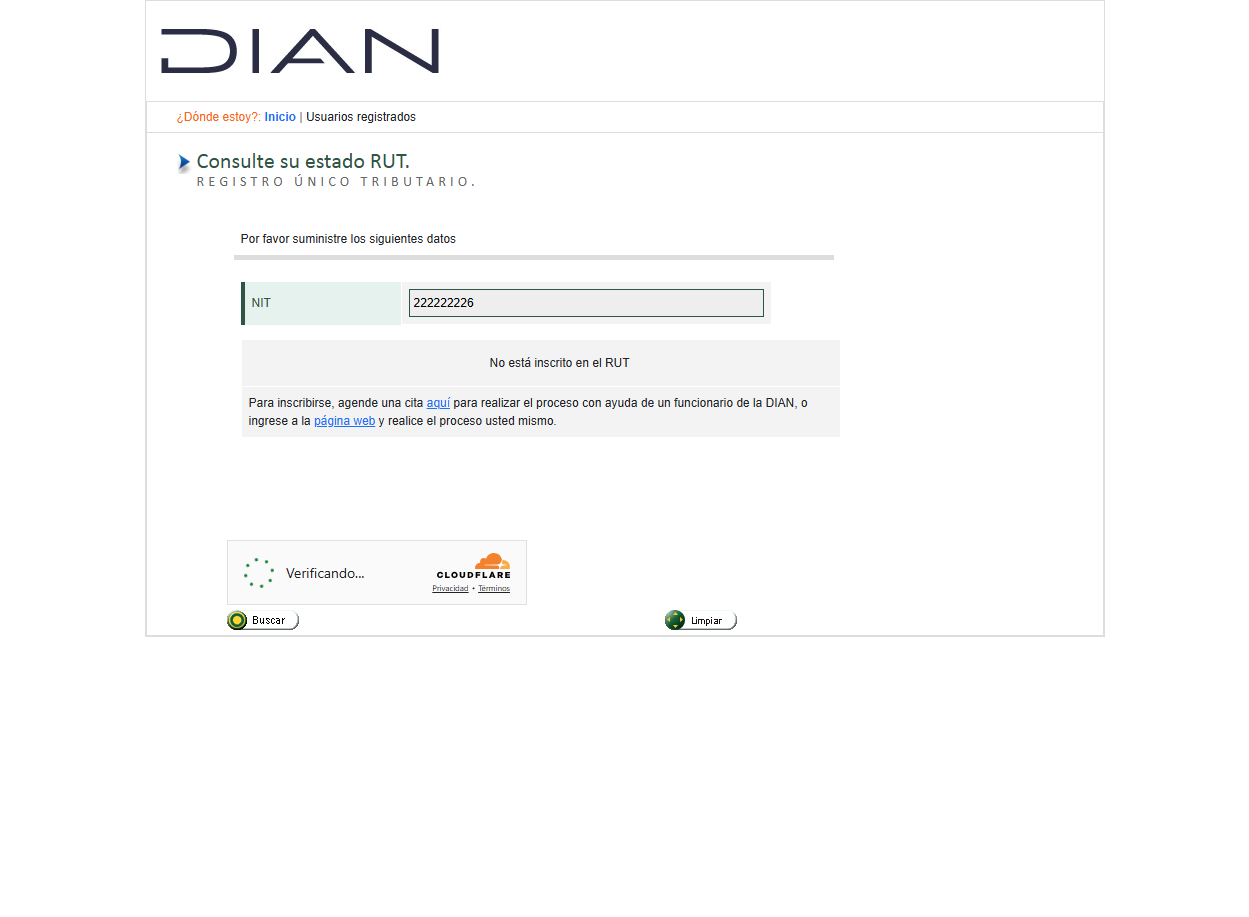 DIAN
¿Dónde estoy?: Inicio | Usuarios registrados
Consulte su estado RUT.
REGISTRO ÚNICO TRIBUTARIO.
Por favor suministre los siguientes datos
NIT 222222226
No está inscrito en el RUT
Para inscribirse, agende una cita aquí para realizar el proceso con ayuda de un funcionario de la DIAN, o
ingrese a la página web y realice el proceso usted mismo.
Verificando...
CLOUDFLARE
Privacidad • Términos
Buscar
Limpiar